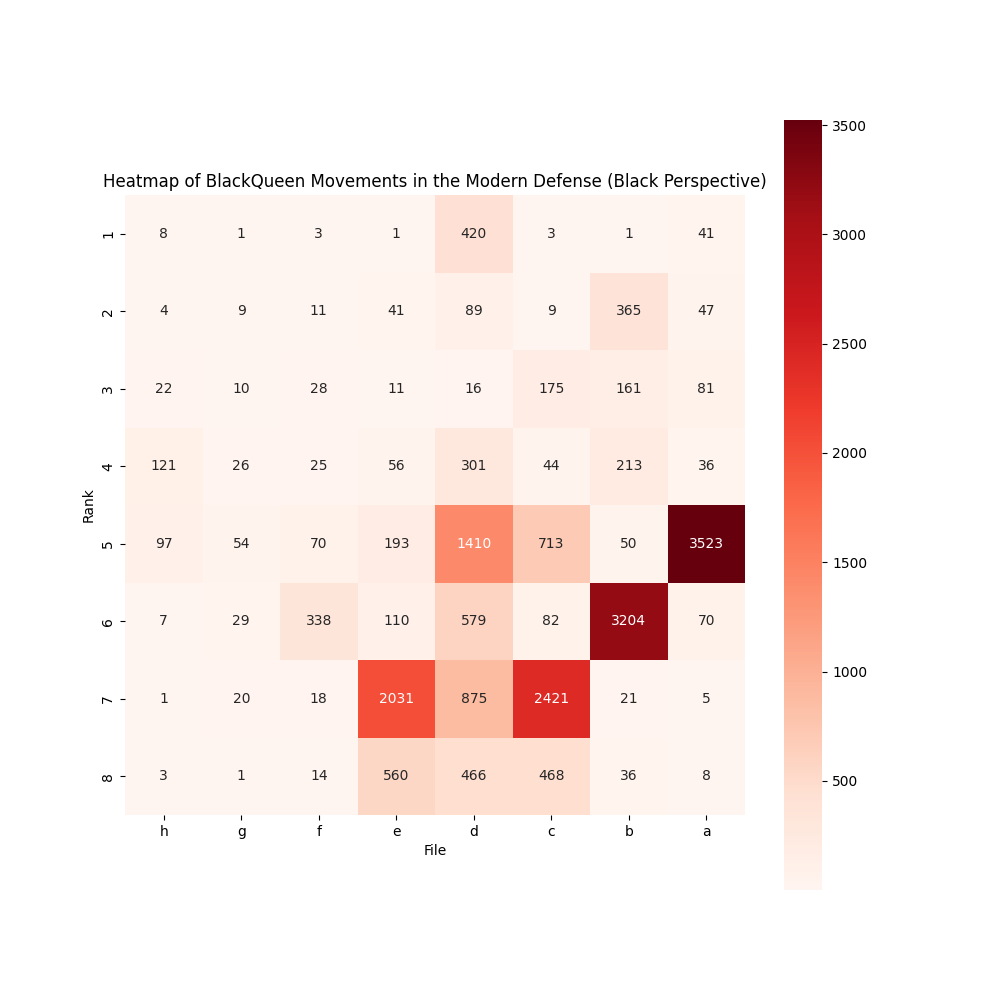 Heatmap of BlackQueen Movements in the Modern Defense (Black Perspective)
Rank
1 8 1 3 1 420 3 1 41
2 4 9 11 41 89 9 365 47
3 22 10 28 11 16 175 161 81
4 121 26 25 56 301 44 213 36
5 97 54 70 193 1410 713 50 3523
6 7 29 338 110 579 82 3204 70
7 1 20 18 2031 875 2421 21 5
8 3 1 14 560 466 468 36 8
h g f e d c b a
File
3500
3000
2500
2000
1500
1000
500